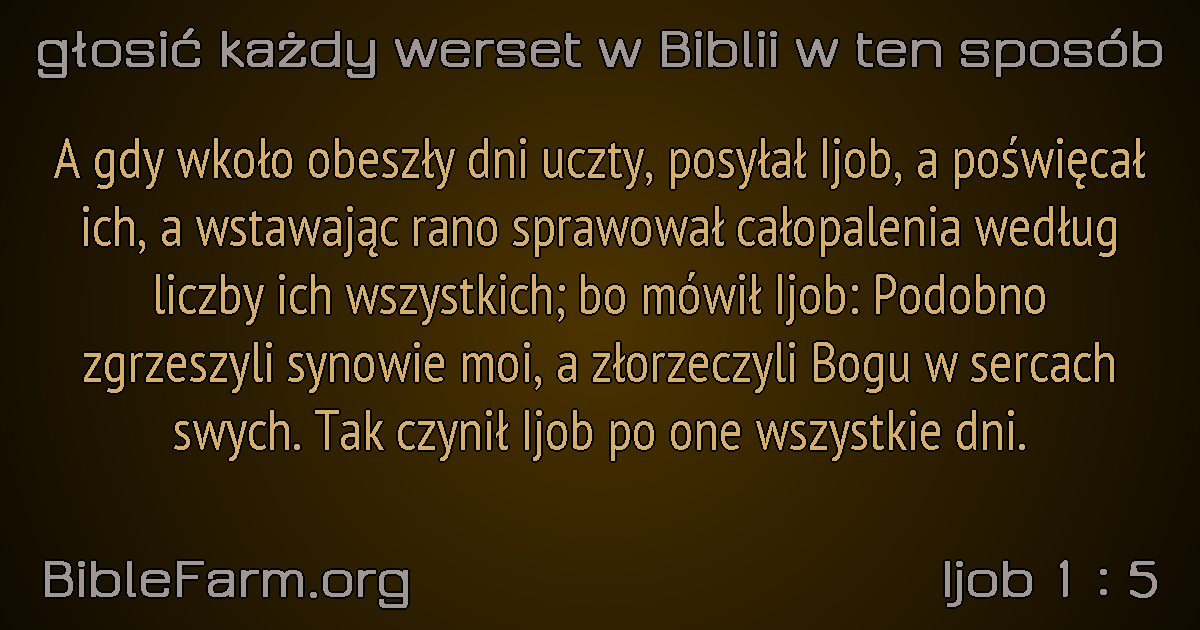 głosić każdy werset w Biblii w ten sposób
A gdy wkoło obeszły dni uczty, posyłał Ijob, a poświęcał
ich, a wstawając rano sprawował całopalenia według
liczby ich wszystkich; bo mówił Ijob: Podobno
zgrzeszyli synowie moi, a złorzeczyli Bogu w sercach
swych. Tak czynił Ijob po one wszystkie dni.
BibleFarm.org
Ijob 1 : 5